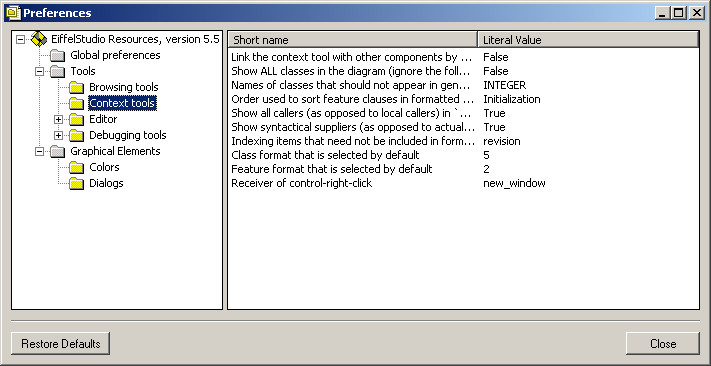 Preferences
EiffelStudio Resources, version 5.5
Global preferences
Tools
Browsing tools
Context tools
Editor
Debugging tools
Graphical Elements
Colors
Dialogs
Short name Literal Value
Link the context tool with other components by ... False
Show ALL classes in the diagram (ignore the foll... False
Names of classes that should not appear in gen... INTEGER
Order used to sort feature clauses in formatted ... Initialization
Show all callers (as opposed to local callers) in `... True
Show syntactical suppliers (as opposed to actual... True
Indexing items that need not be included in form... revision
Class format that is selected by default 5
Feature format that is selected by default 2
Receiver of control-right-click new_window
Restore Defaults Close